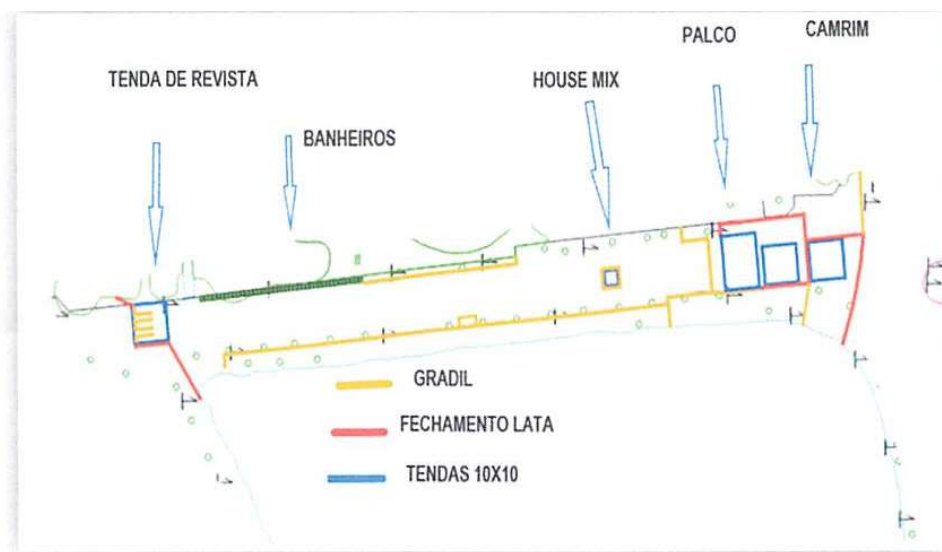 PALCO
CAMRIM
TENDA DE REVISTA
HOUSE MIX
BANHEIROS
GRADIL
FECHAMENTO LATA
TENDAS 10X10